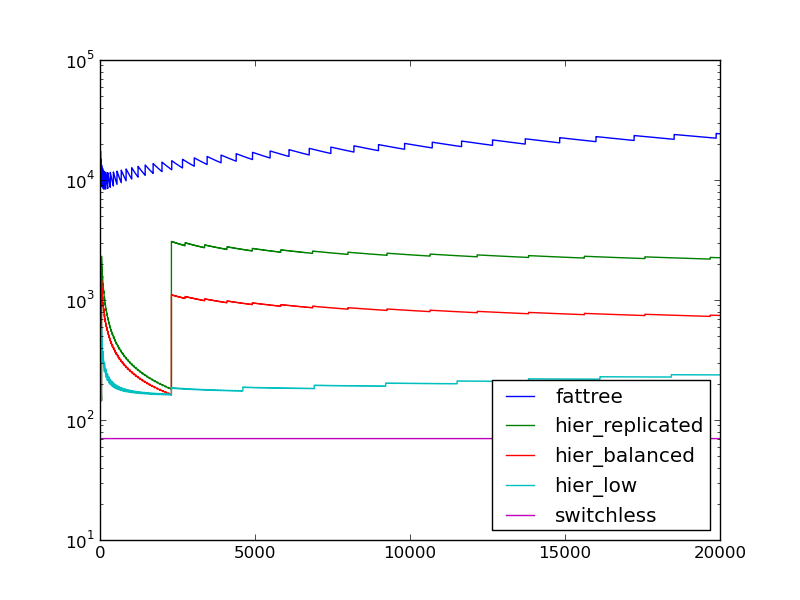 10^5
10^4
10^3
10^2
10^1
0 5000 10000 15000 20000
fattree
hier_replicated
hier_balanced
hier_low
switchless